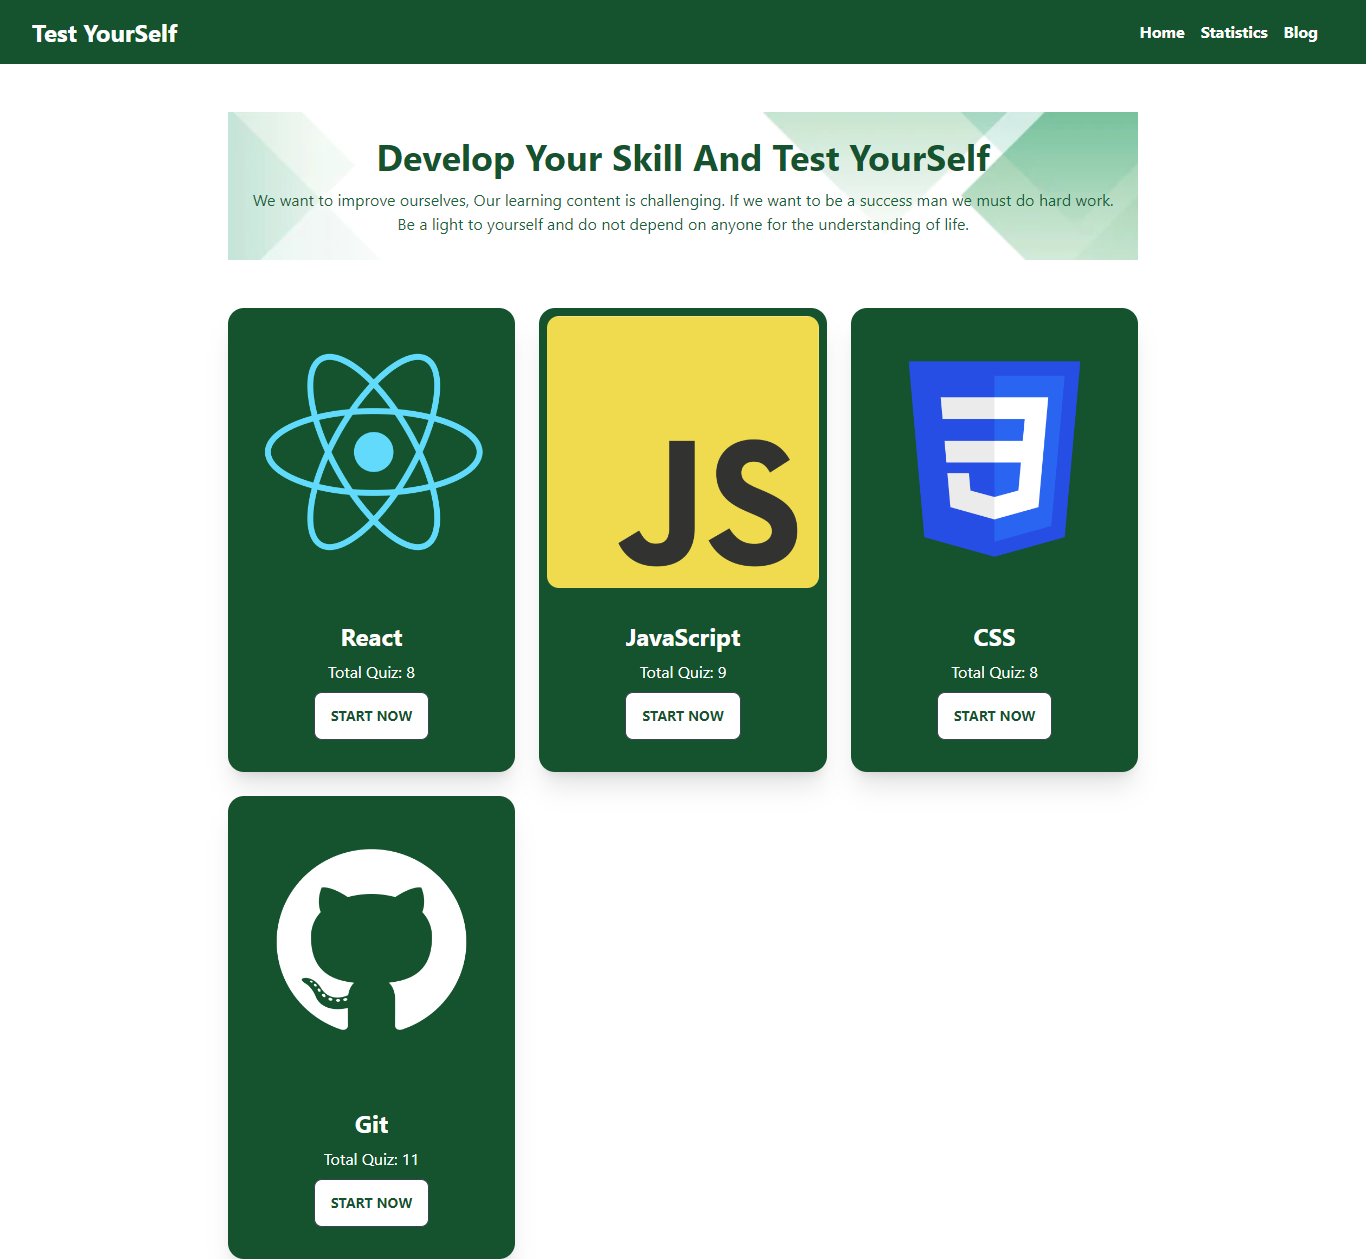 Test YourSelf
Home Statistics Blog
Develop Your Skill And Test YourSelf
We want to improve ourselves, Our learning content is challenging. If we want to be a success man we must do hard work.
Be a light to yourself and do not depend on anyone for the understanding of life.
React
Total Quiz: 8
START NOW
JS
JavaScript
Total Quiz: 9
START NOW
CSS
Total Quiz: 8
START NOW
Git
Total Quiz: 11
START NOW